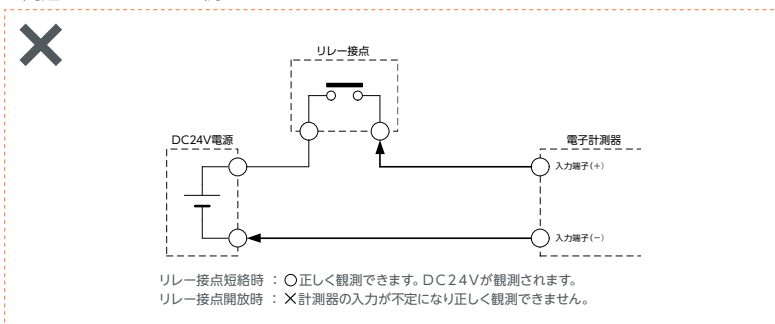 リレー接点
DC24V電源
電子計測器
入力端子(+)
入力端子(−)
リレー接点短絡時 : ○正しく観測できます。DC24Vが観測されます。
リレー接点開放時 : ×計測器の入力が不定になり正しく観測できません。